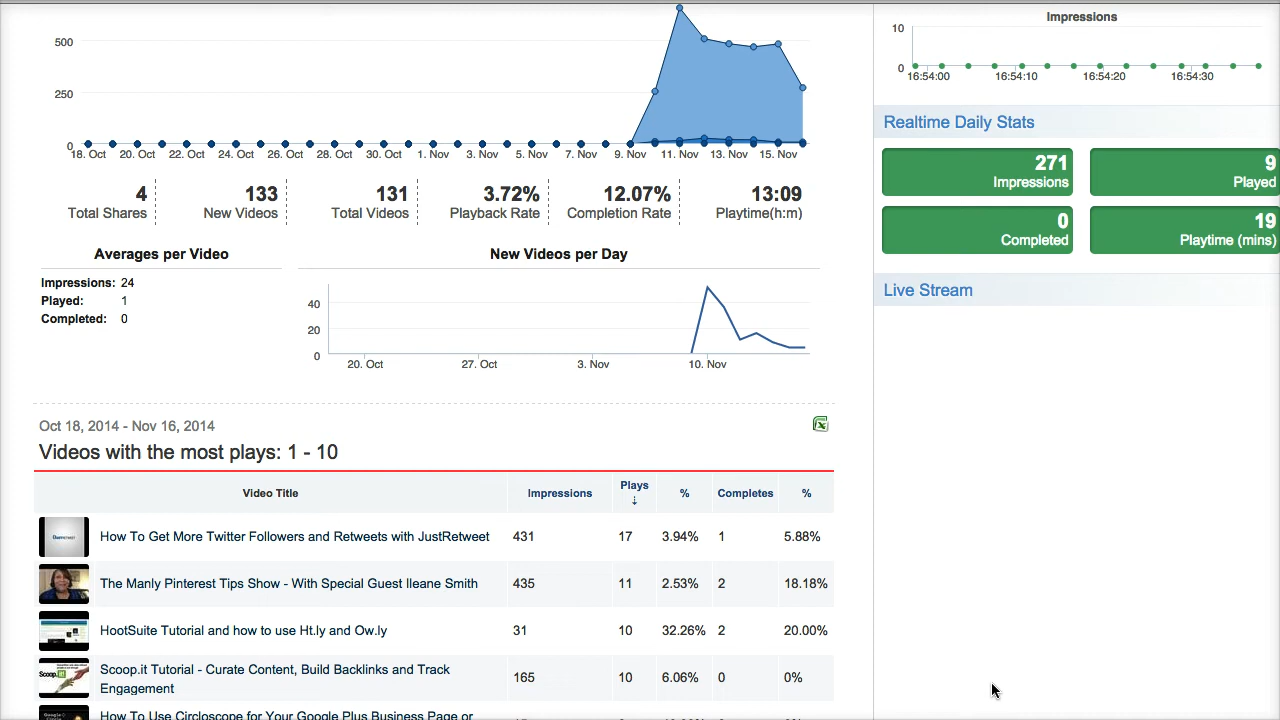 500
250
0
18. Oct 20. Oct 22. Oct 24. Oct 26. Oct 28. Oct 30. Oct 1. Nov 3. Nov 5. Nov 7. Nov 9. Nov 11. Nov 13. Nov 15. Nov
4 133 131 3.72% 12.07% 13:09
Total Shares New Videos Total Videos Playback Rate Completion Rate Playtime(h:m)
Averages per Video
Impressions: 24
Played: 1
Completed: 0
New Videos per Day
40
20
0
20. Oct 27. Oct 3. Nov 10. Nov
Oct 18, 2014 - Nov 16, 2014
Videos with the most plays: 1 - 10
Video Title Impressions Plays ↓ % Completes %
How To Get More Twitter Followers and Retweets with JustRetweet 431 17 3.94% 1 5.88%
The Manly Pinterest Tips Show - With Special Guest Ileane Smith 435 11 2.53% 2 18.18%
HootSuite Tutorial and how to use Ht.ly and Ow.ly 31 10 32.26% 2 20.00%
Scoop.it Tutorial - Curate Content, Build Backlinks and Track
Engagement 165 10 6.06% 0 0%
How To Use Circloscope for Your Google Plus Business Page or
Impressions
10
0
16:54:00 16:54:10 16:54:20 16:54:30
Realtime Daily Stats
271
Impressions
9
Played
0
Completed
19
Playtime (mins)
Live Stream